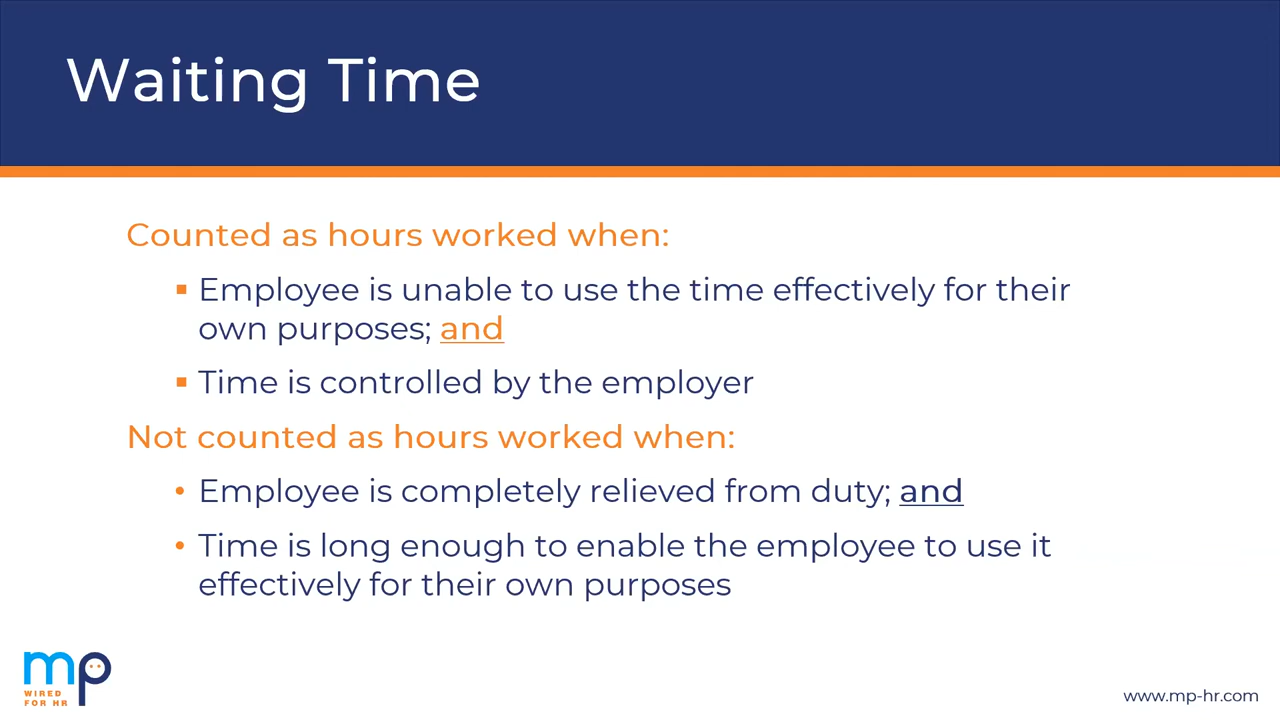 Waiting Time
Counted as hours worked when:
▪ Employee is unable to use the time effectively for their
own purposes; and
▪ Time is controlled by the employer
Not counted as hours worked when:
• Employee is completely relieved from duty; and
• Time is long enough to enable the employee to use it
effectively for their own purposes
mp
WIRED
FOR HR
www.mp-hr.com